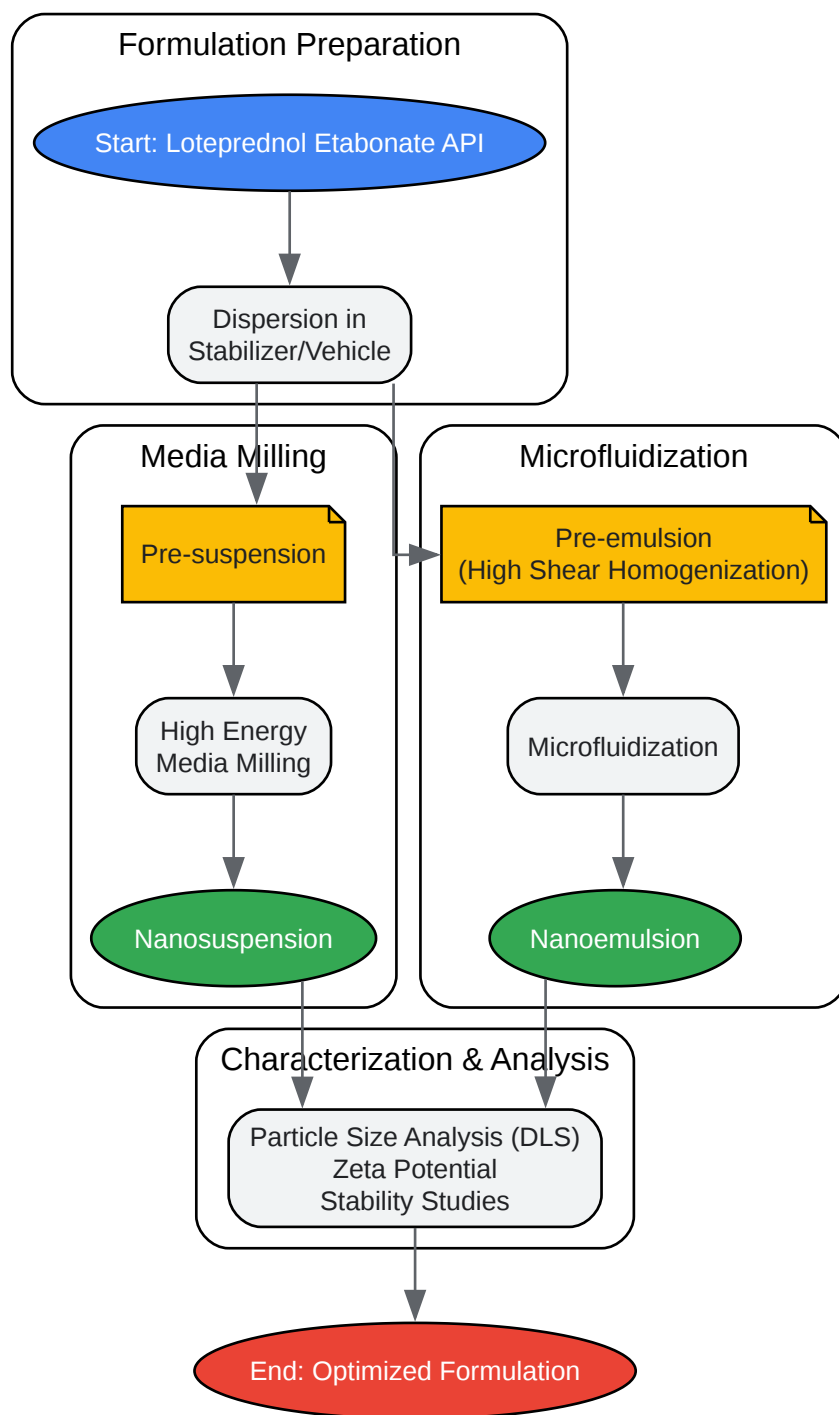 Formulation Preparation
Start: Loteprednol Etabonate API
Dispersion in
Stabilizer/Vehicle
Media Milling
Pre-suspension
High Energy
Media Milling
Nanosuspension
Microfluidization
Pre-emulsion
(High Shear Homogenization)
Microfluidization
Nanoemulsion
Characterization & Analysis
Particle Size Analysis (DLS)
Zeta Potential
Stability Studies
End: Optimized Formulation